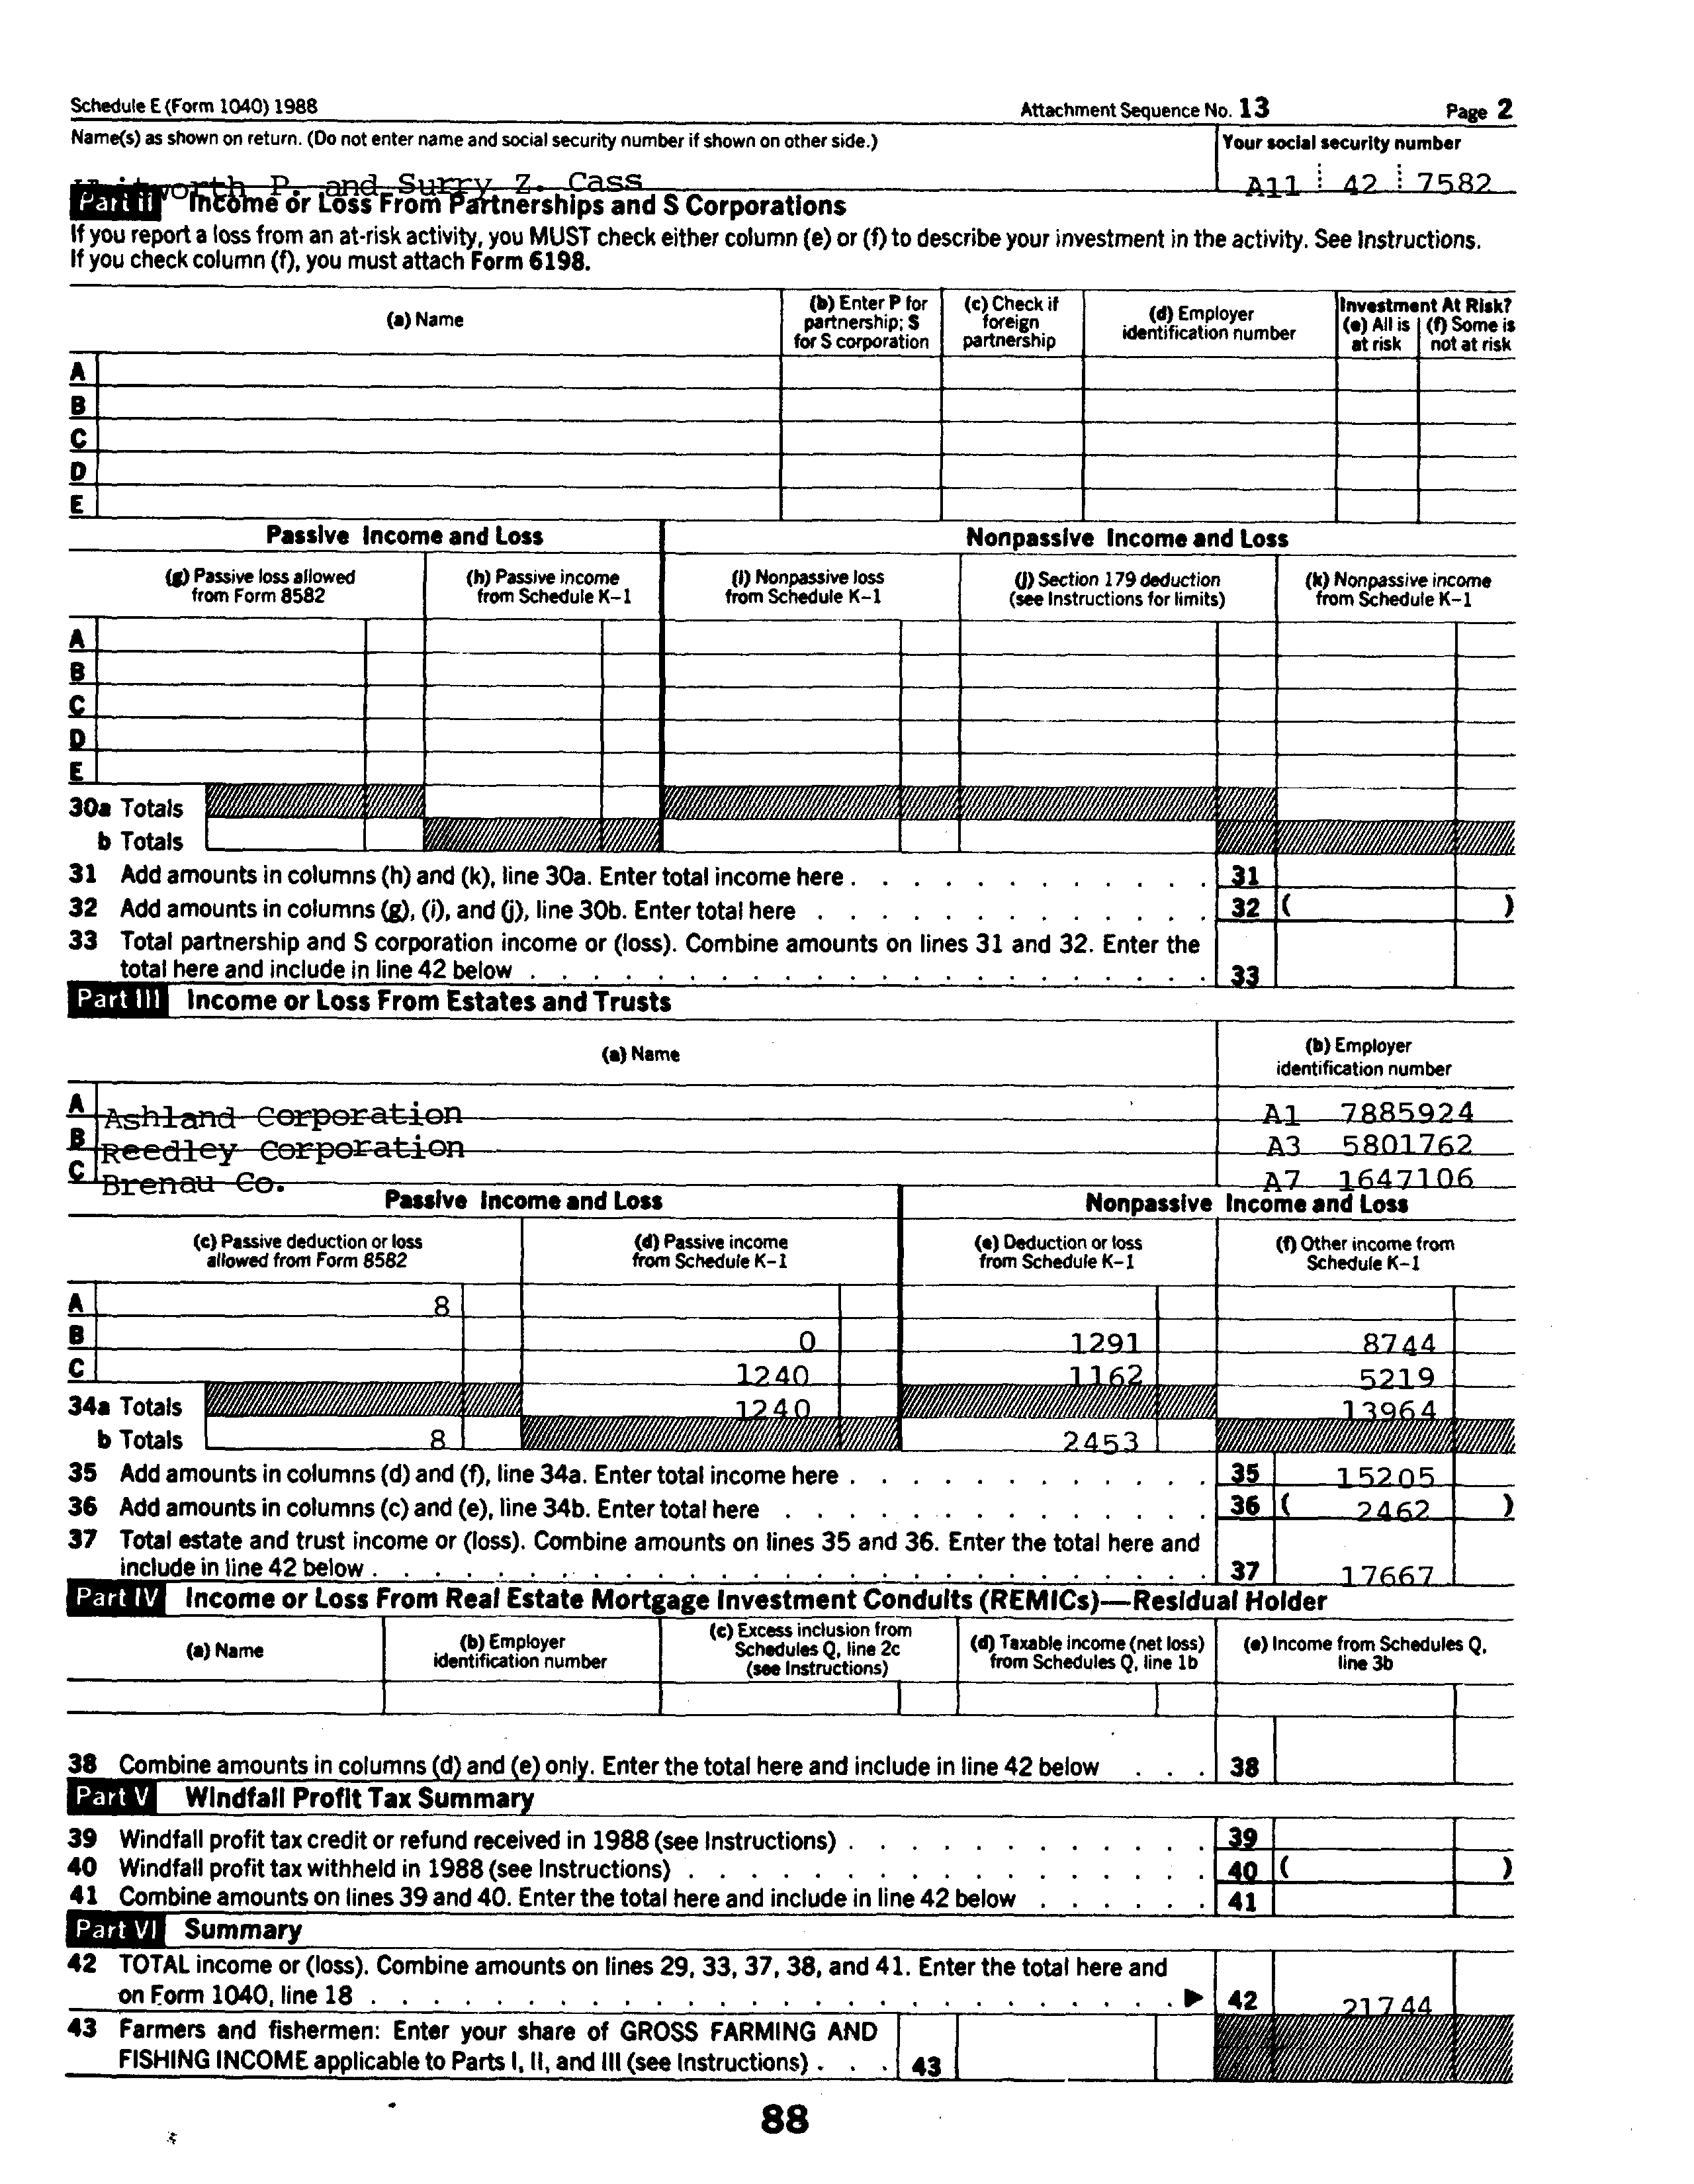 Schedule E (Form 1040) 1988 Attachment Sequence No. 13 Page 2
Name(s) as shown on return. (Do not enter name and social security number if shown on other side.) Your social security number
Whitworth P. and Surry Z. Cass A11 42 7582
Part II Income or Loss From Partnerships and S Corporations
If you report a loss from an at-risk activity, you MUST check either column (e) or (f) to describe your investment in the activity. See Instructions.
If you check column (f), you must attach Form 6198.
(a) Name (b) Enter P for partnership; S for S corporation (c) Check if foreign partnership (d) Employer identification number Investment At Risk? (e) All is at risk (f) Some is not at risk
A
B
C
D
E
Passive Income and Loss Nonpassive Income and Loss
(g) Passive loss allowed from Form 8582 (h) Passive income from Schedule K–1 (i) Nonpassive loss from Schedule K–1 (j) Section 179 deduction (see Instructions for limits) (k) Nonpassive income from Schedule K–1
A
B
C
D
E
30a Totals
b Totals
31 Add amounts in columns (h) and (k), line 30a. Enter total income here . . . . . . . . . . . . 31
32 Add amounts in columns (g), (i), and (j), line 30b. Enter total here . . . . . . . . . . . . . 32 ( )
33 Total partnership and S corporation income or (loss). Combine amounts on lines 31 and 32. Enter the
total here and include in line 42 below . . . . . . . . . . . . . . . . . . . . . . 33
Part III Income or Loss From Estates and Trusts
(a) Name (b) Employer identification number
A Ashland Corporation A1 7885924
B Reedley Corporation A3 5801762
C Brenau Co. A7 1647106
Passive Income and Loss Nonpassive Income and Loss
(c) Passive deduction or loss allowed from Form 8582 (d) Passive income from Schedule K–1 (e) Deduction or loss from Schedule K–1 (f) Other income from Schedule K–1
A 8
B 0 1291 8744
C 1240 1162 5219
34a Totals 1240 13964
b Totals 8 2453
35 Add amounts in columns (d) and (f), line 34a. Enter total income here . . . . . . . . . . . . 35 15205
36 Add amounts in columns (c) and (e), line 34b. Enter total here . . . . . . . . . . . . . . 36 ( 2462 )
37 Total estate and trust income or (loss). Combine amounts on lines 35 and 36. Enter the total here and
include in line 42 below . . . . . . . . . . . . . . . . . . . . . . . . . . . 37 17667
Part IV Income or Loss From Real Estate Mortgage Investment Conduits (REMICs)—Residual Holder
(a) Name (b) Employer identification number (c) Excess inclusion from Schedules Q, line 2c (see Instructions) (d) Taxable income (net loss) from Schedules Q, line 1b (e) Income from Schedules Q, line 3b
38 Combine amounts in columns (d) and (e) only. Enter the total here and include in line 42 below . . . 38
Part V Windfall Profit Tax Summary
39 Windfall profit tax credit or refund received in 1988 (see Instructions) . . . . . . . . . . . . 39
40 Windfall profit tax withheld in 1988 (see Instructions) . . . . . . . . . . . . . . . . . 40 ( )
41 Combine amounts on lines 39 and 40. Enter the total here and include in line 42 below . . . . . . 41
Part VI Summary
42 TOTAL income or (loss). Combine amounts on lines 29, 33, 37, 38, and 41. Enter the total here and
on Form 1040, line 18 . . . . . . . . . . . . . . . . . . . . . . . . . . ▶ 42 21744
43 Farmers and fishermen: Enter your share of GROSS FARMING AND
FISHING INCOME applicable to Parts I, II, and III (see Instructions) . . . 43
88